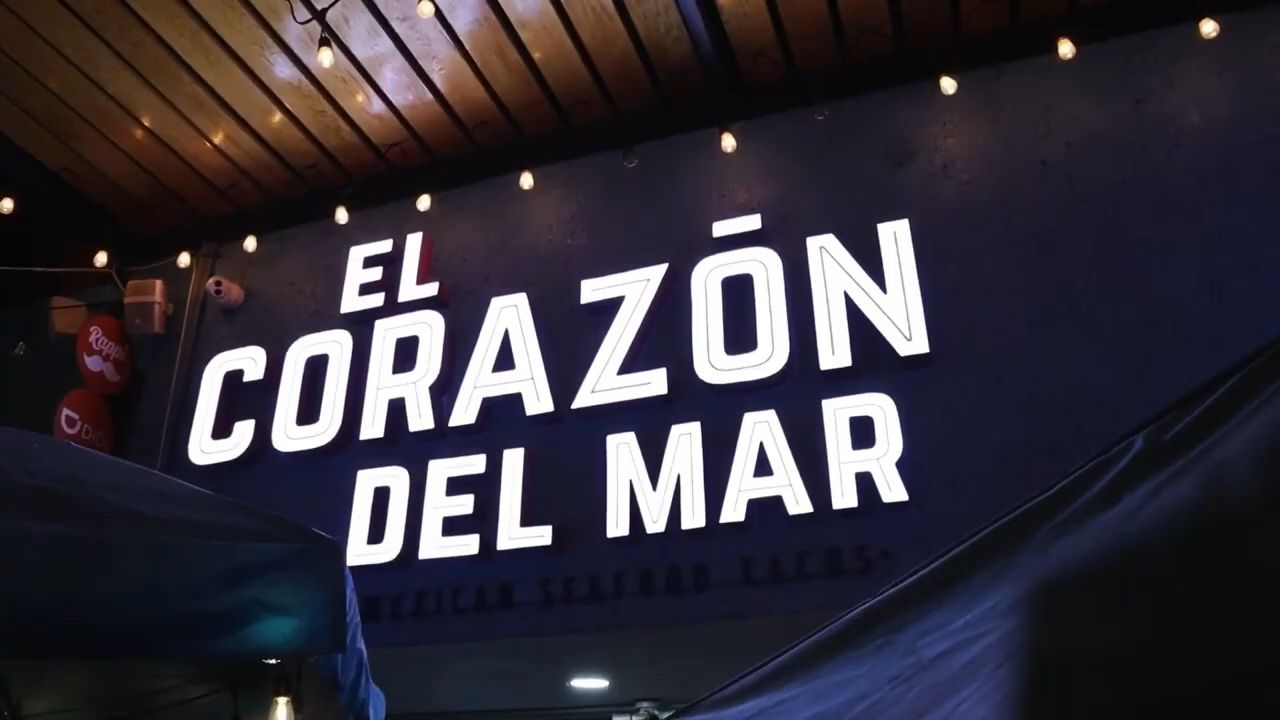 EL
CORAZÓN
DEL MAR
MEXICAN SEAFOOD TACOS
Rappi
DiDi